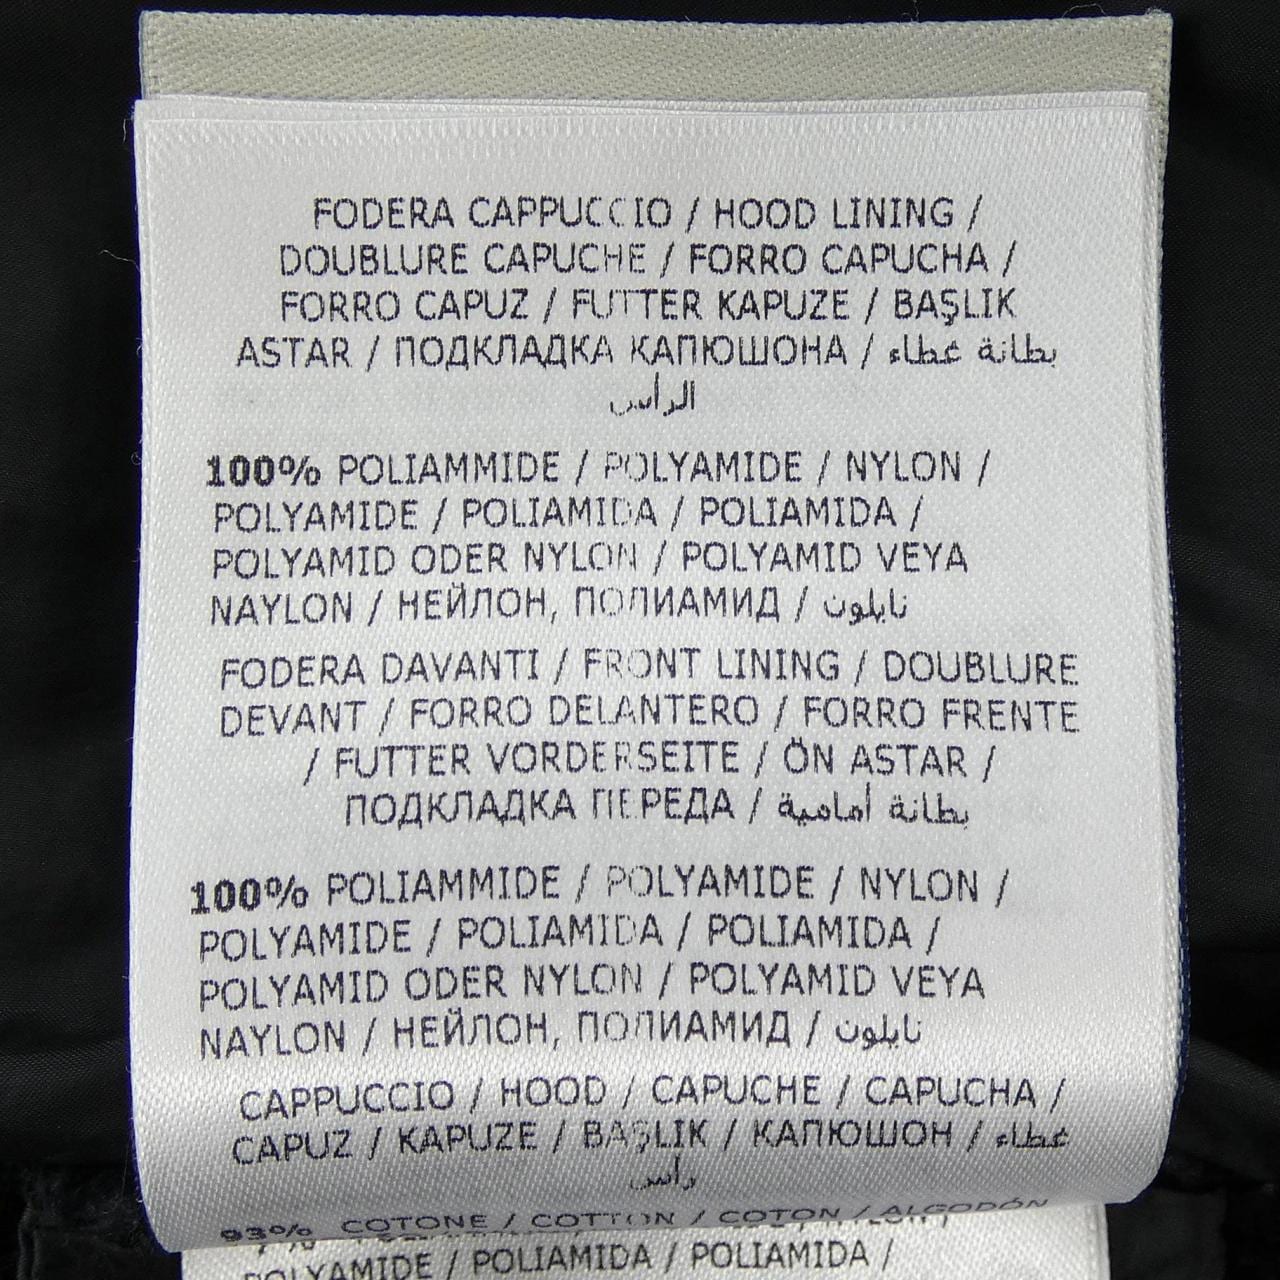 FODERA CAPPUCCIO / HOOD LINING /
DOUBLURE CAPUCHE / FORRO CAPUCHA /
FORRO CAPUZ / FUTTER KAPUZE / BAŞLIK
ASTAR / ПОДКЛАДКА КАПЮШОНА / بطانة غطاء
الرأس
100% POLIAMMIDE / POLYAMIDE / NYLON /
POLYAMIDE / POLIAMIDA / POLIAMIDA /
POLYAMID ODER NYLON / POLYAMID VEYA
NAYLON / НЕЙЛОН, ПОЛИАМИД / نايلون
FODERA DAVANTI / FRONT LINING / DOUBLURE
DEVANT / FORRO DELANTERO / FORRO FRENTE
/ FUTTER VORDERSEITE / ÖN ASTAR /
ПОДКЛАДКА ПЕРЕДА / بطانة أمامية
100% POLIAMMIDE / POLYAMIDE / NYLON /
POLYAMIDE / POLIAMIDA / POLIAMIDA /
POLYAMID ODER NYLON / POLYAMID VEYA
NAYLON / НЕЙЛОН, ПОЛИАМИД / نايلون
CAPPUCCIO / HOOD / CAPUCHE / CAPUCHA /
CAPUZ / KAPUZE / BAŞLIK / КАПЮШОН / غطاء
رأس
93% COTONE / COTTON / COTON / ALGODÓN
POLYAMIDE / POLIAMIDA / POLIAMIDA /